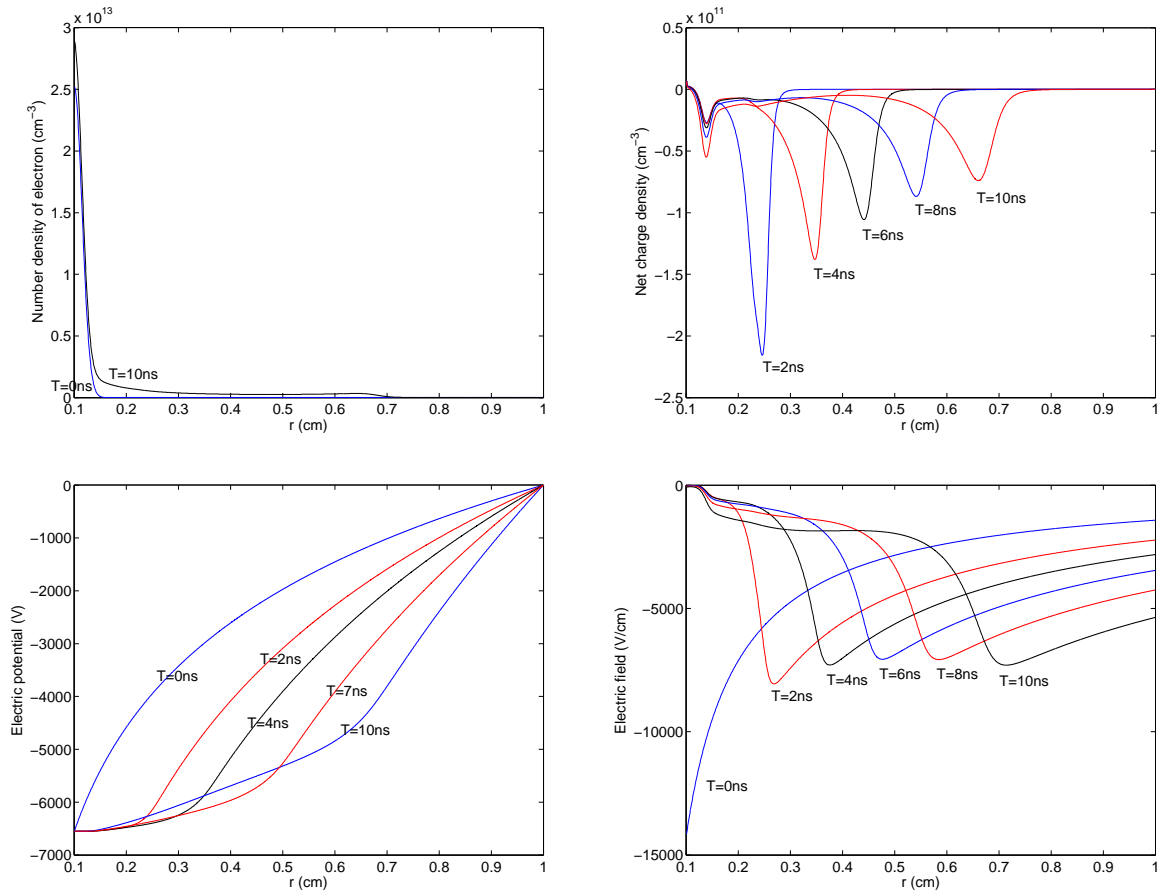 x 10¹³
3
2.5
2
1.5
1
0.5
0
Number density of electron (cm⁻³)
T=0ns
T=10ns
0.1 0.2 0.3 0.4 0.5 0.6 0.7 0.8 0.9 1
r (cm)
x 10¹¹
0.5
0
−0.5
−1
−1.5
−2
−2.5
Net charge density (cm⁻³)
T=2ns
T=4ns
T=6ns
T=8ns
T=10ns
0.1 0.2 0.3 0.4 0.5 0.6 0.7 0.8 0.9 1
r (cm)
0
−1000
−2000
−3000
−4000
−5000
−6000
−7000
Electric potential (V)
T=0ns
T=2ns
T=4ns
T=7ns
T=10ns
0.1 0.2 0.3 0.4 0.5 0.6 0.7 0.8 0.9 1
r (cm)
0
−5000
−10000
−15000
Electric field (V/cm)
T=0ns
T=2ns
T=4ns
T=6ns
T=8ns
T=10ns
0.1 0.2 0.3 0.4 0.5 0.6 0.7 0.8 0.9 1
r (cm)